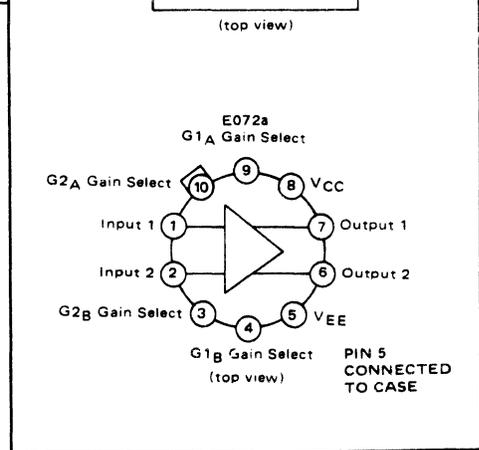 (top view)
E072a
G1A Gain Select
9
G2A Gain Select 10 8 VCC
Input 1 1 7 Output 1
Input 2 2 6 Output 2
G2B Gain Select 3 5 VEE
4
G1B Gain Select
(top view)
PIN 5
CONNECTED
TO CASE